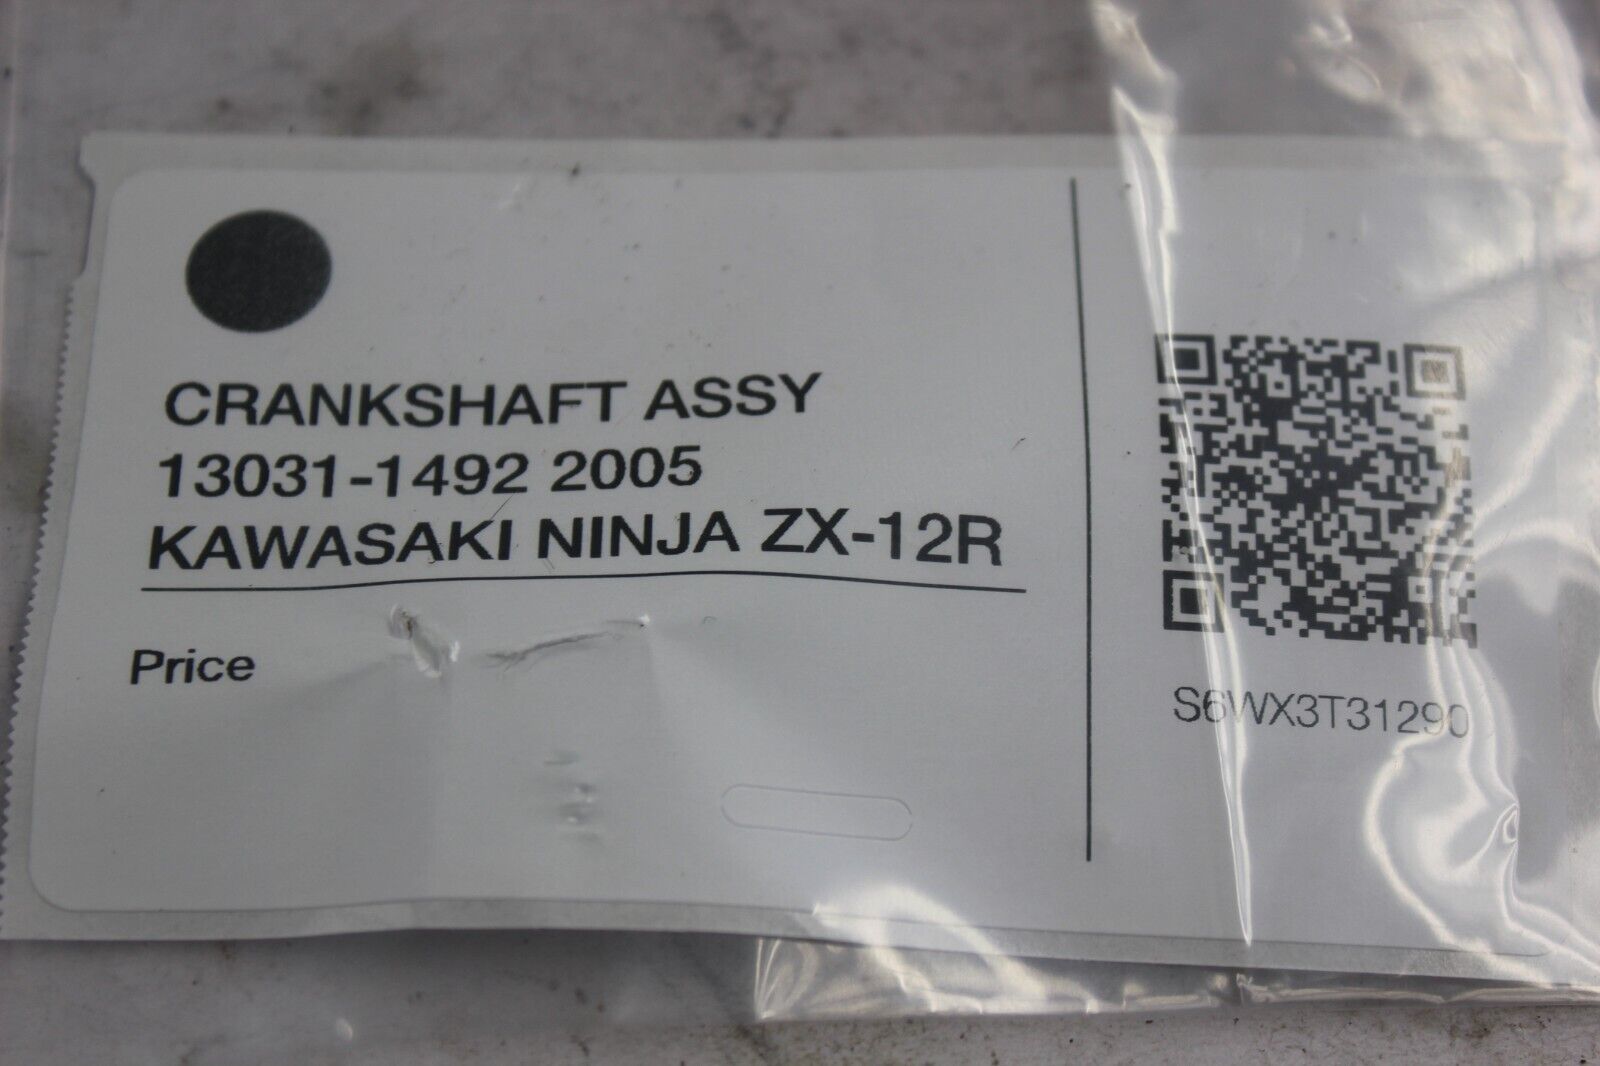 CRANKSHAFT ASSY
13031-1492 2005
KAWASAKI NINJA ZX-12R
Price
S6WX3T31290